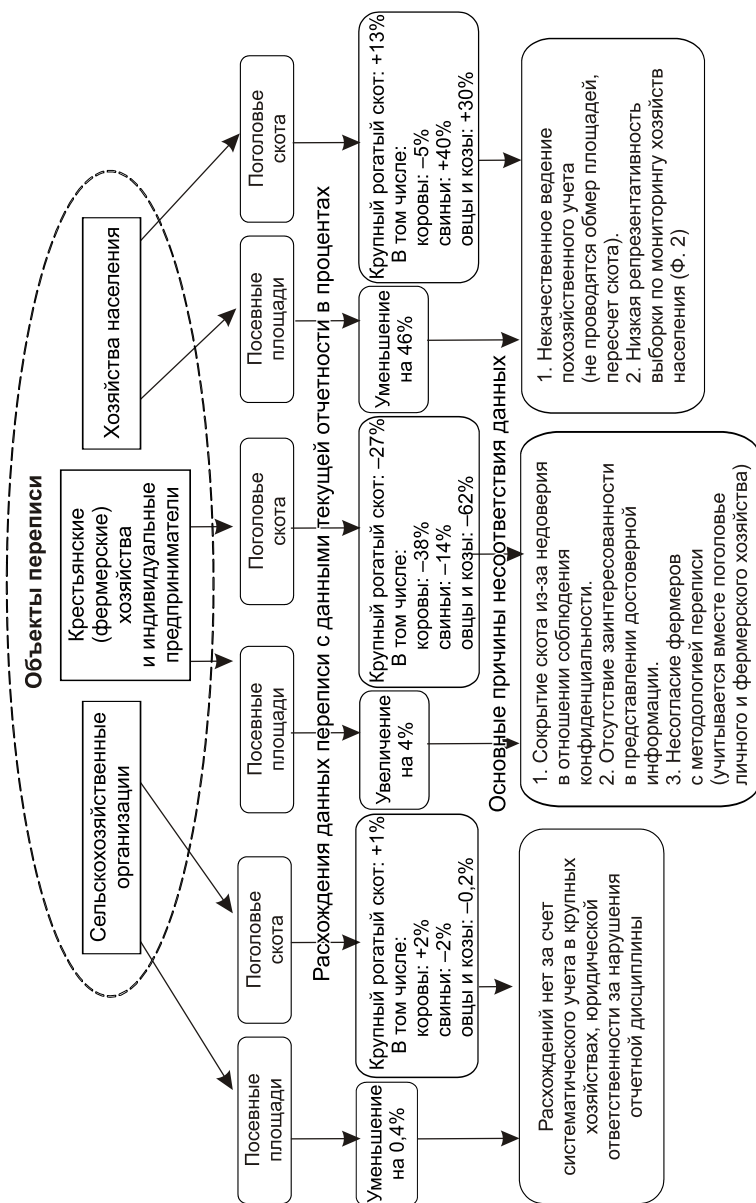 Объекты переписи
Сельскохозяйственные
организации
Крестьянские
(фермерские)
хозяйства
и индивидуальные
предприниматели
Хозяйства населения
Посевные
площади
Поголовье
скота
Посевные
площади
Поголовье
скота
Посевные
площади
Поголовье
скота
Расхождения данных переписи с данными текущей отчетности в процентах
Уменьшение
на 0,4%
Крупный рогатый скот: +1%
В том числе:
коровы: +2%
свиньи: –2%
овцы и козы: –0,2%
Увеличение
на 4%
Крупный рогатый скот: –27%
В том числе:
коровы: –38%
свиньи: –14%
овцы и козы: –62%
Уменьшение
на 46%
Крупный рогатый скот: +13%
В том числе:
коровы: –5%
свиньи: +40%
овцы и козы: +30%
Основные причины несоответствия данных
Расхождений нет за счет
систематического учета в крупных
хозяйствах, юридической
ответственности за нарушения
отчетной дисциплины
1. Сокрытие скота из-за недоверия
в отношении соблюдения
конфиденциальности.
2. Отсутствие заинтересованности
в представлении достоверной
информации.
3. Несогласие фермеров
с методологией переписи
(учитывается вместе поголовье
личного и фермерского хозяйства)
1. Некачественное ведение
похозяйственного учета
(не проводятся обмер площадей,
пересчет скота).
2. Низкая репрезентативность
выборки по мониторингу хозяйств
населения (Ф. 2)